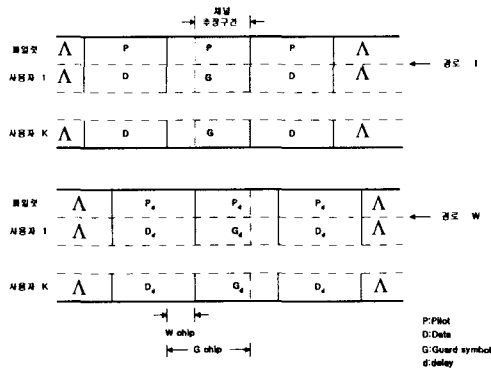 채널
추정구간
파일럿 Λ P P P Λ
경로 1
사용자 1 Λ D G D Λ
사용자 K Λ D G D Λ
파일럿 Λ Pd Pd Pd Λ
경로 W
사용자 1 Λ Dd Gd Dd Λ
사용자 K Λ Dd Gd Dd Λ
W chip
G chip
P:Pilot
D:Data
G:Guard symbol
d:delay